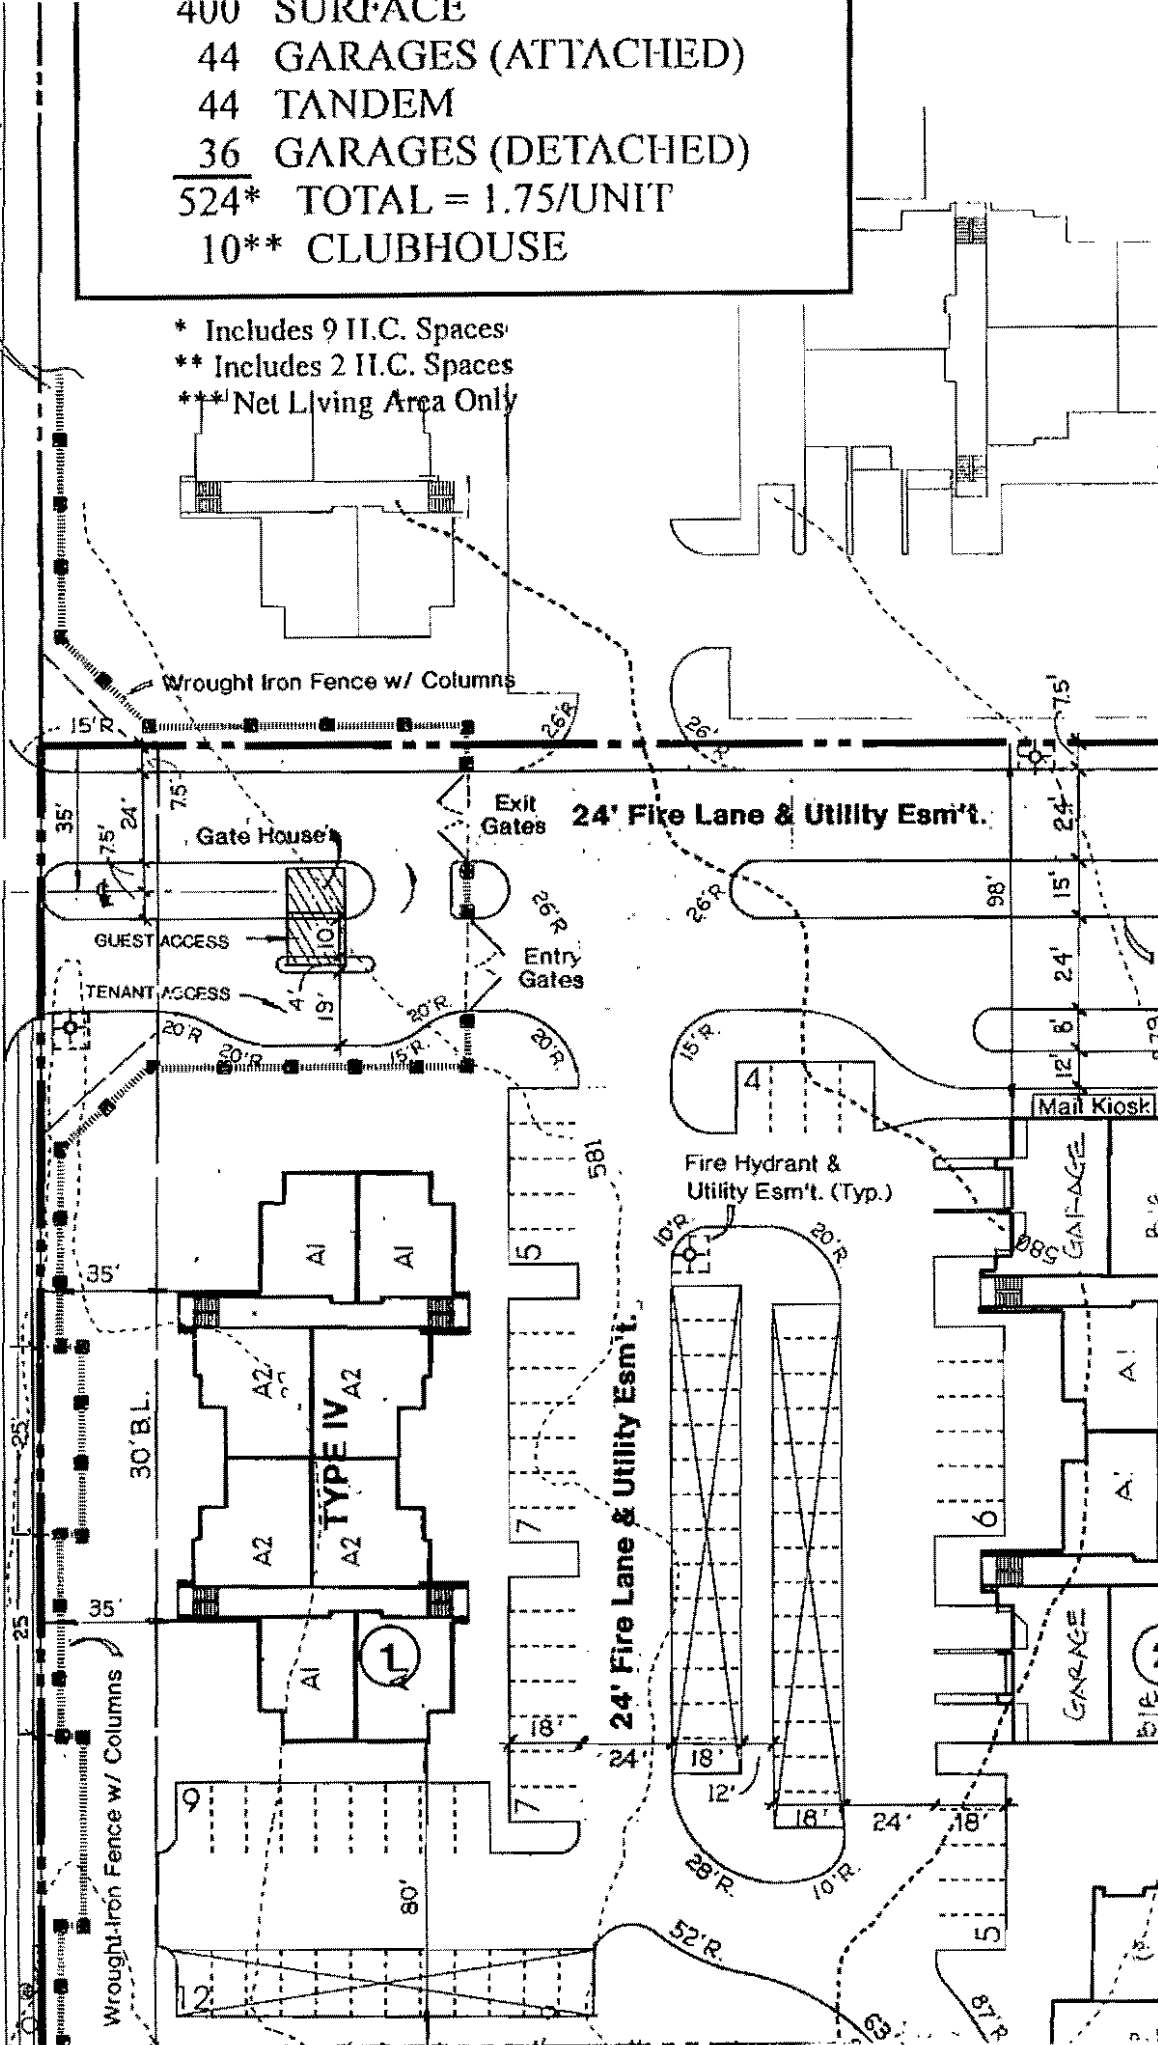 400 SURFACE
44 GARAGES (ATTACHED)
44 TANDEM
36 GARAGES (DETACHED)
524* TOTAL = 1.75/UNIT
10** CLUBHOUSE
* Includes 9 H.C. Spaces
** Includes 2 H.C. Spaces
*** Net Living Area Only
Wrought Iron Fence w/ Columns
15'R
26'R
26'R
7.5'
35'
24'
7.5'
7.5'
Exit
Gates
24' Fire Lane & Utility Esm't.
24'
Gate House
98'
15'
26'R
26'R
GUEST ACCESS
10'
Entry
Gates
24'
TENANT ACCESS
4'
19'
20'R.
20'R
20'R
15'R.
20'R
15'R
8'
12'
4
Mail Kiosk
581
Fire Hydrant &
Utility Esm't. (Typ.)
GARAGE
10'R.
20'R
580
A1
A1
5
35'
A2
A2
24' Fire Lane & Utility Esm't.
A1
25'
30' B.L.
TYPE IV
A1
7
6
A2
A2
35'
25'
1
A1
A1
GARAGE
Wrought-Iron Fence w/ Columns
18'
24'
18'
12'
9
7
18'
24'
18'
28'R.
10'R.
80'
5
52'R.
12
87'R
63